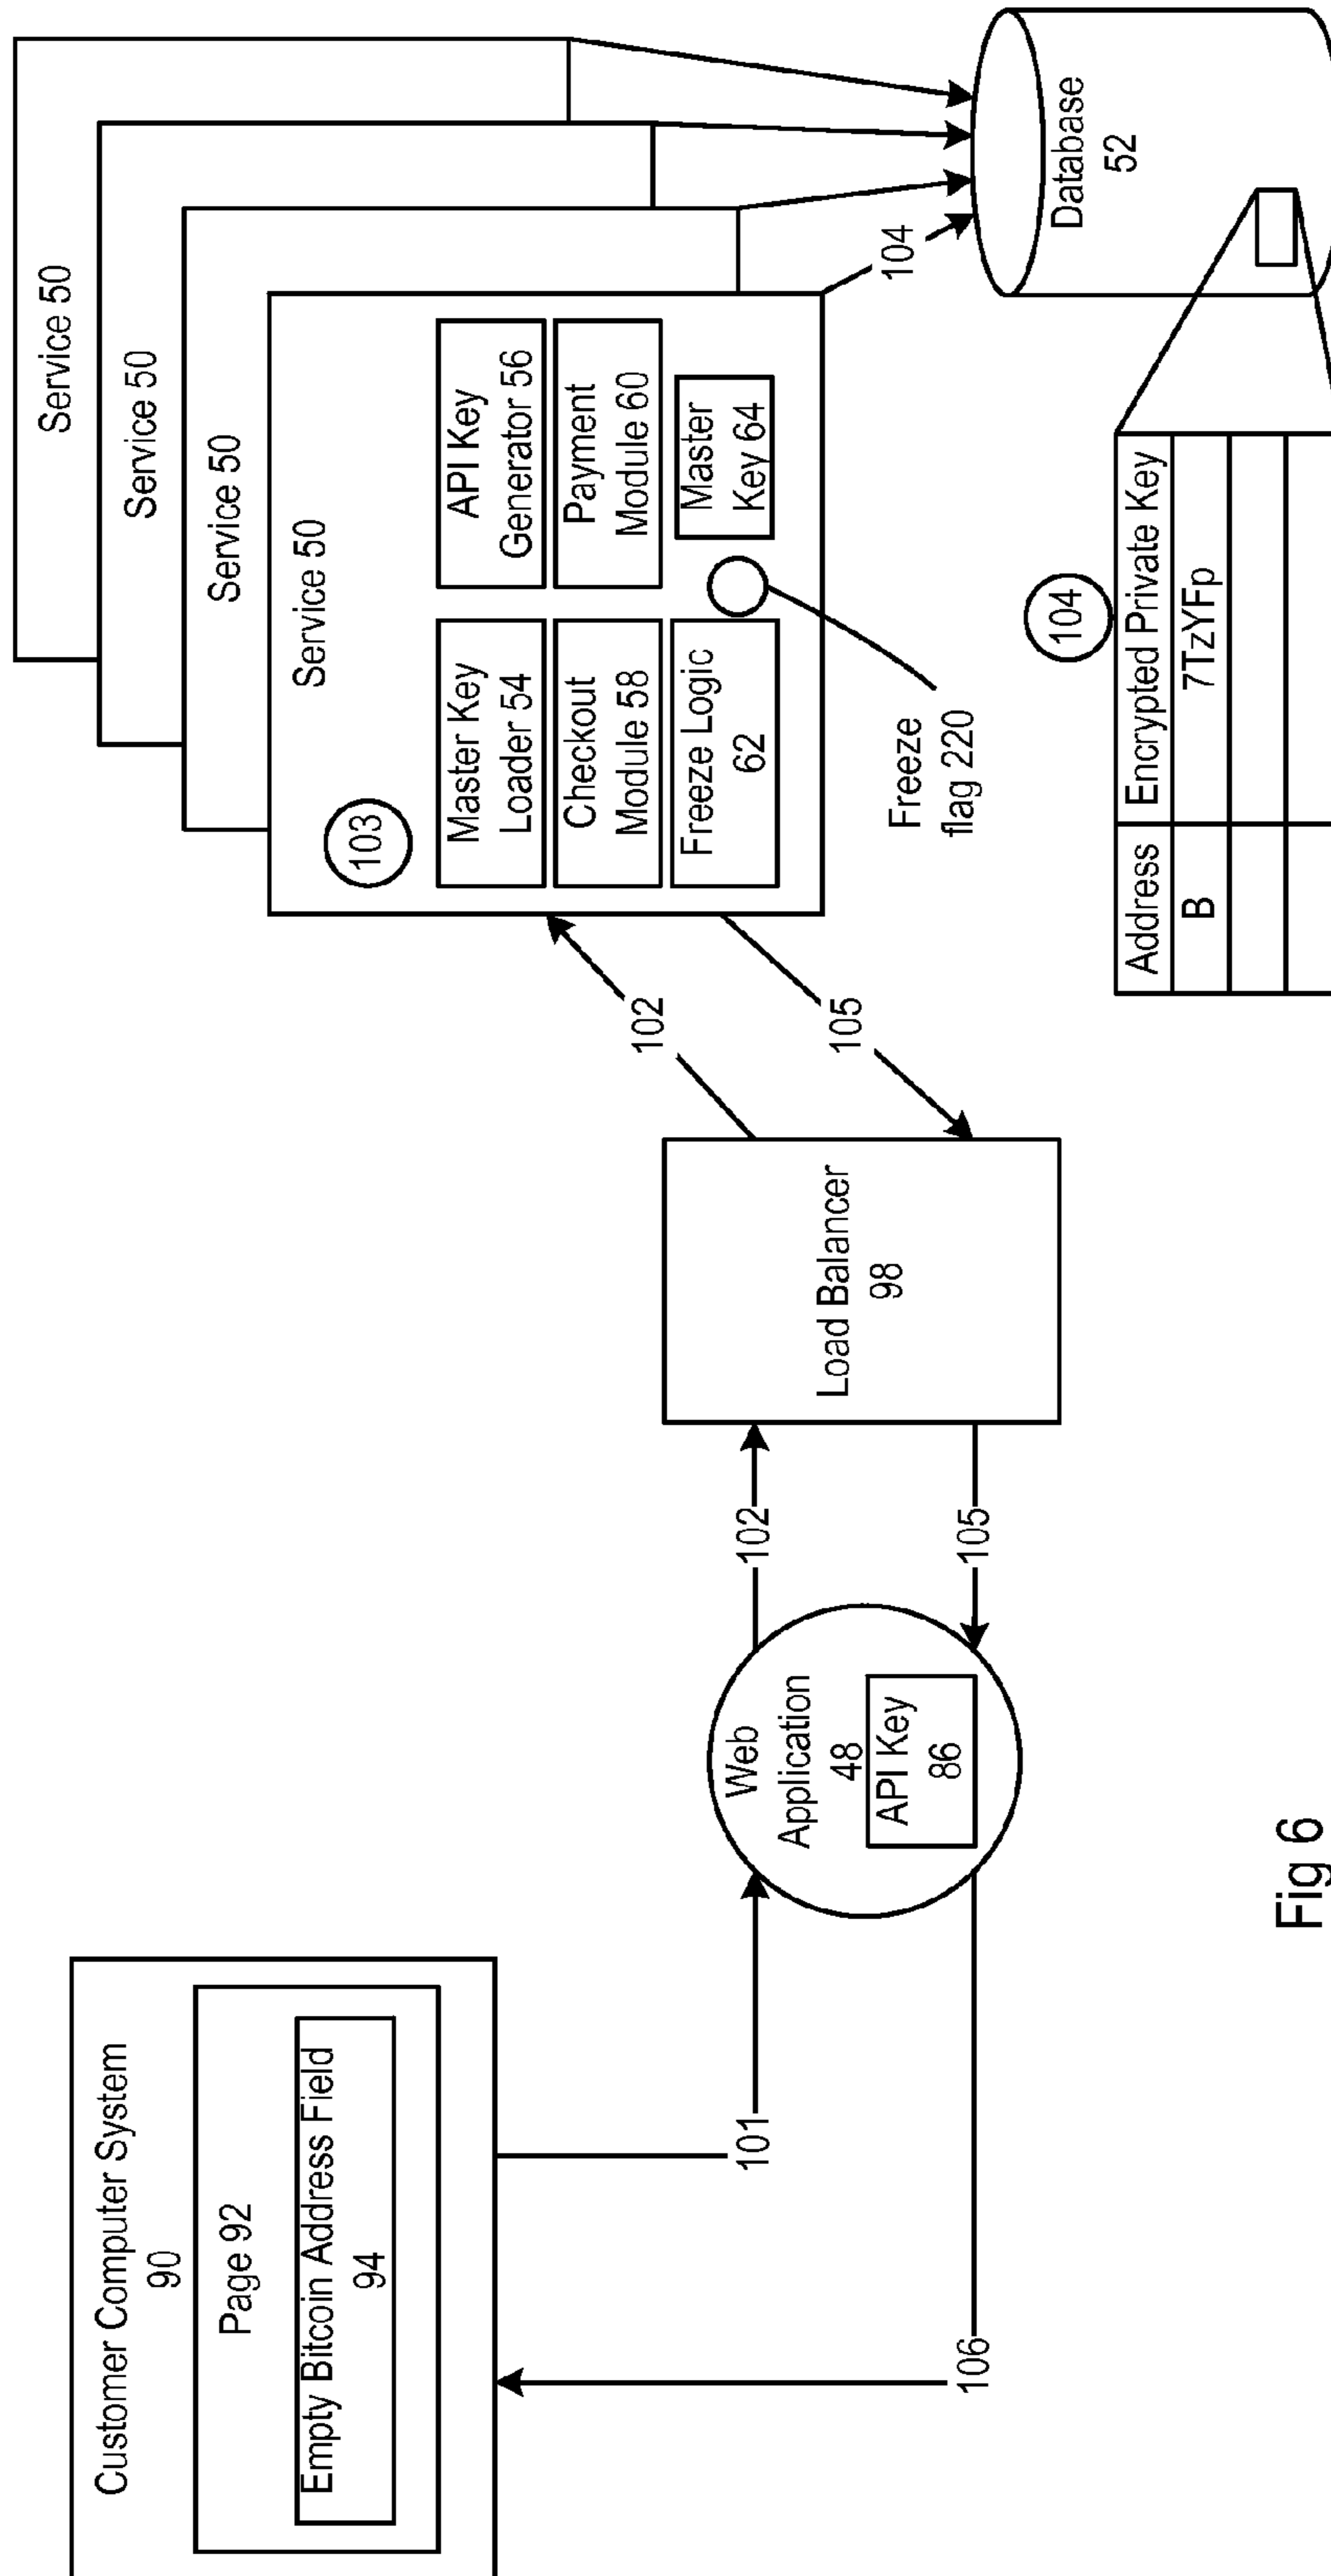 Customer Computer System
90
Page 92
Empty Bitcoin Address Field
94
101
106
Web
Application
48
API Key
86
102
105
Load Balancer
98
102
105
Service 50
Service 50
Service 50
Service 50
103
Master Key
Loader 54
API Key
Generator 56
Checkout
Module 58
Payment
Module 60
Freeze Logic
62
Master
Key 64
Freeze
flag 220
104
Database
52
104
Address
Encrypted Private Key
B
7TzYFp
Fig 6